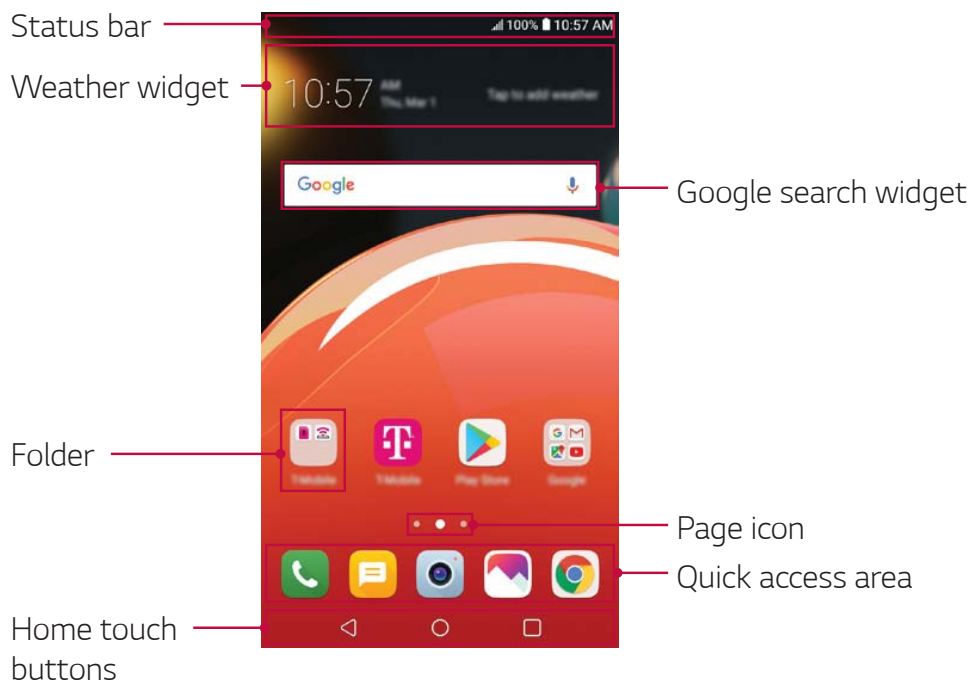 Status bar
100% 10:57 AM
Weather widget
10:57 AM
Thu, Mar 1
Tap to add weather
Google
Google search widget
Folder
T
G M
T-Mobile
T-Mobile
Play Store
Google
Page icon
Quick access area
Home touch
buttons